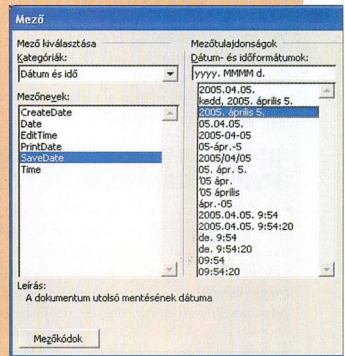 Mező
Mező kiválasztása
Kategóriák:
Dátum és idő
Mezőnevek:
CreateDate
Date
EditTime
PrintDate
SaveDate
Time
Mezőtulajdonságok
Dátum- és időformátumok:
yyyy. MMMM d.
2005.04.05.
kedd, 2005. április 5.
2005. április 5.
05.04.05.
2005-04-05
05-ápr.-5
2005/04/05
05. ápr. 5.
'05 ápr.
'05 április
ápr.-05
2005.04.05. 9:54
2005.04.05. 9:54:20
de. 9:54
de. 9:54:20
09:54
09:54:20
Leírás:
A dokumentum utolsó mentésének dátuma
Mezőkódok